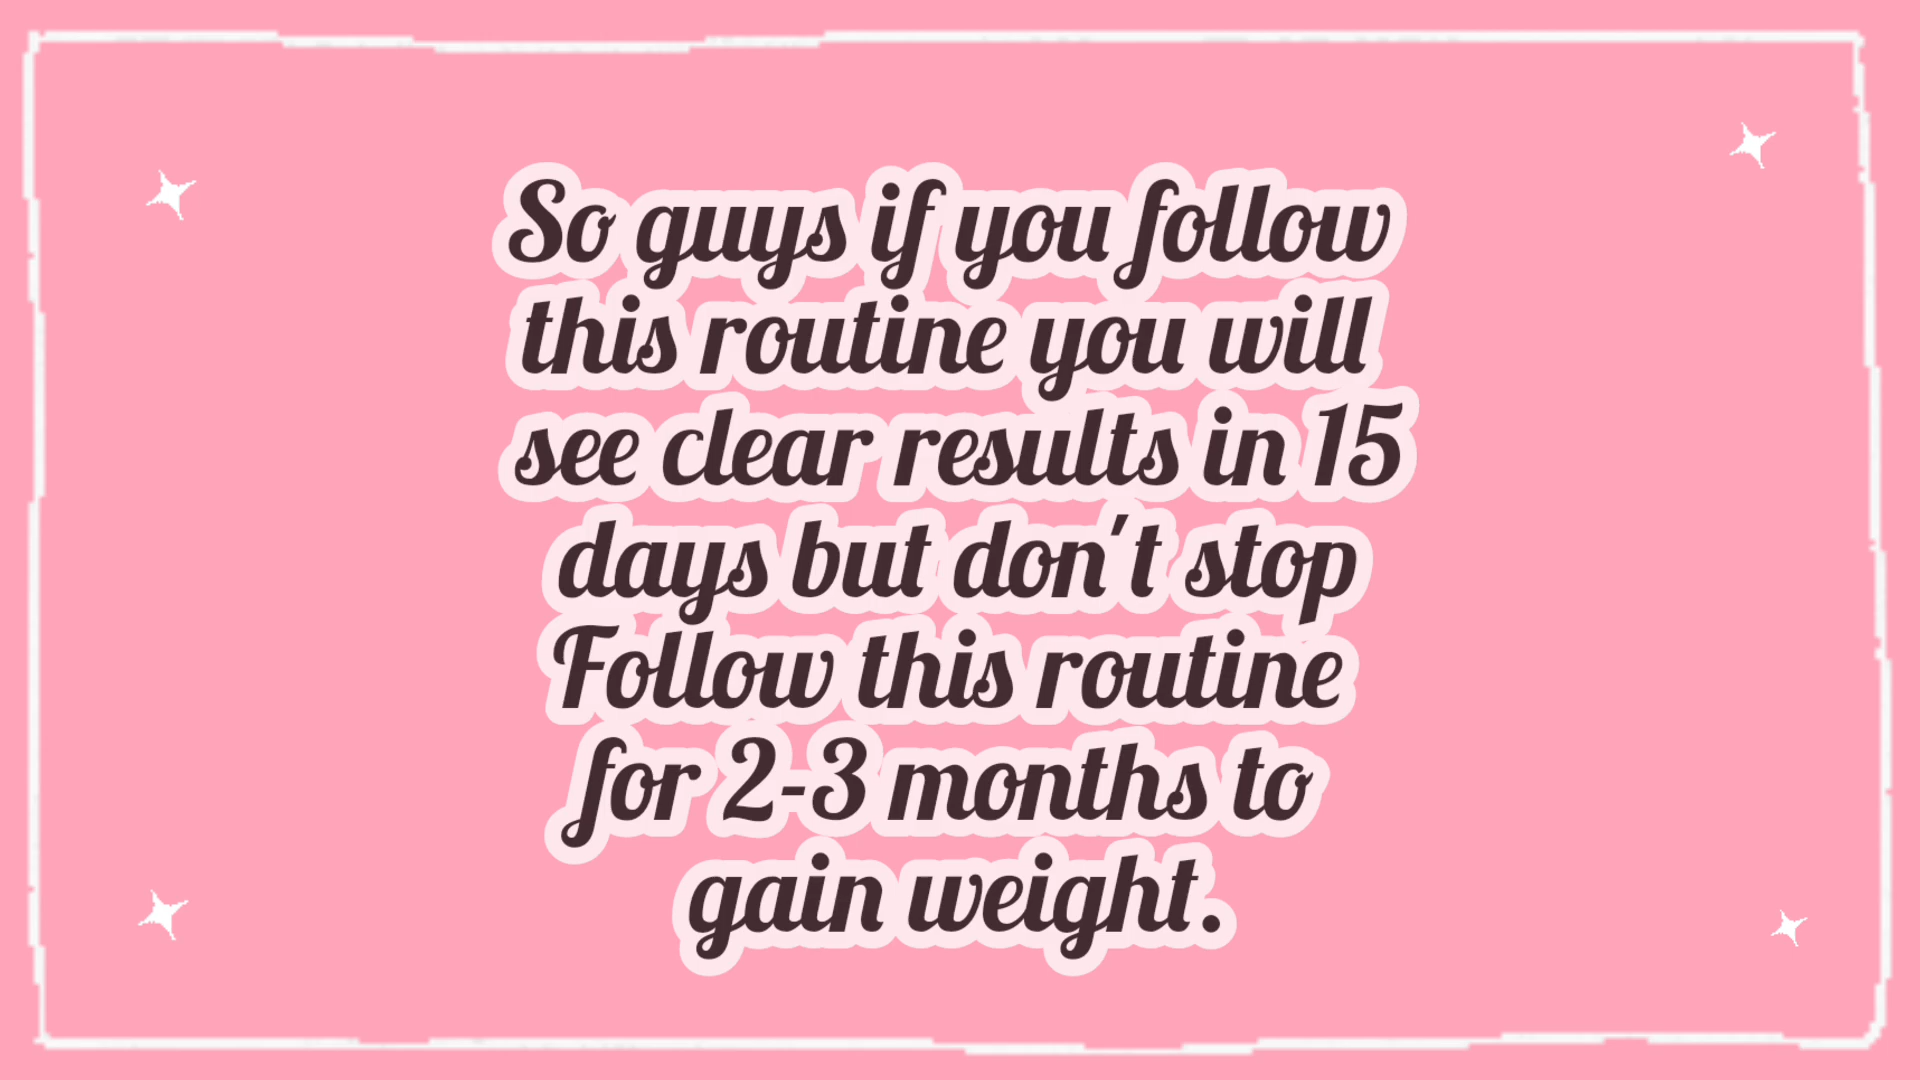 So guys if you follow
this routine you will
see clear results in 15
days but don't stop
Follow this routine
for 2-3 months to
gain weight.